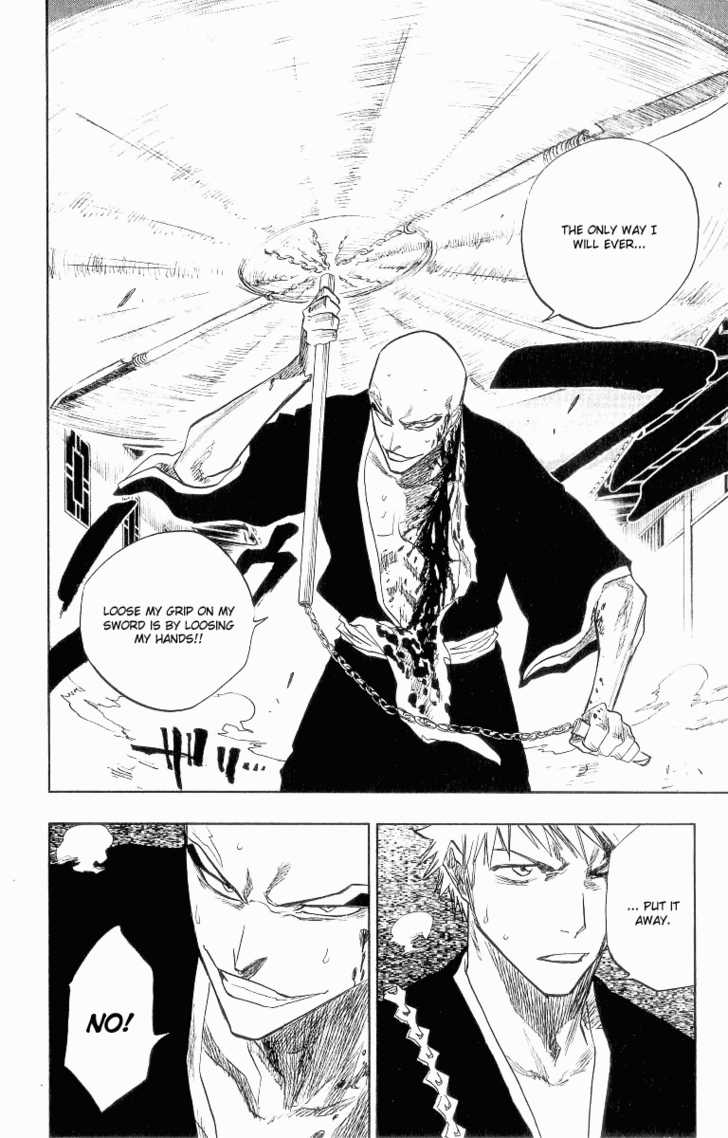 THE ONLY WAY I
WILL EVER...
LOOSE MY GRIP ON MY
SWORD IS BY LOOSING
MY HANDS!!
... PUT IT
AWAY.
NO!